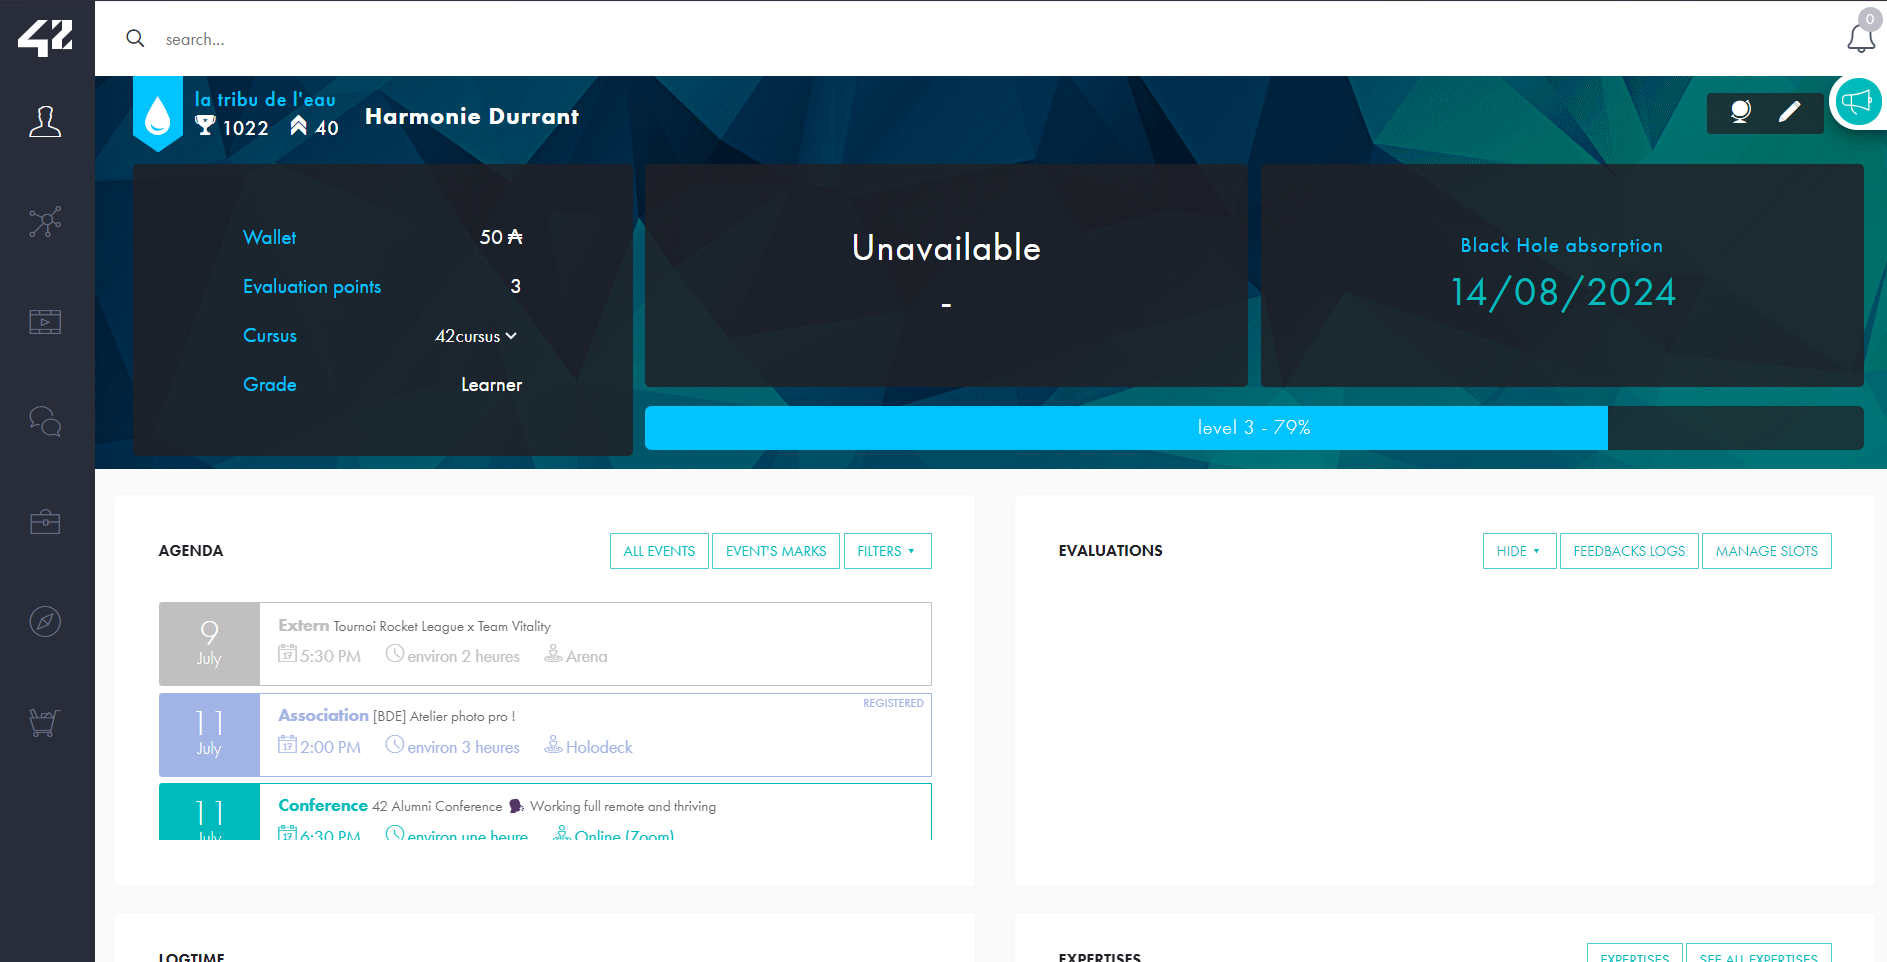 42
search...
0
la tribu de l'eau
1022 40
Harmonie Durrant
Wallet 50 ₳
Evaluation points 3
Cursus 42cursus
Grade Learner
Unavailable
-
Black Hole absorption
14/08/2024
level 3 - 79%
AGENDA
ALL EVENTS EVENT'S MARKS FILTERS
9
July
Extern Tournoi Rocket League x Team Vitality
17 5:30 PM environ 2 heures Arena
11
July
REGISTERED
Association [BDE] Atelier photo pro !
17 2:00 PM environ 3 heures Holodeck
11
July
Conference 42 Alumni Conference 🗣 Working full remote and thriving
17 6:30 PM environ une heure Online (Zoom)
EVALUATIONS
HIDE FEEDBACKS LOGS MANAGE SLOTS
LOGTIME
EXPERTISES
EXPERTISES SEE ALL EXPERTISES